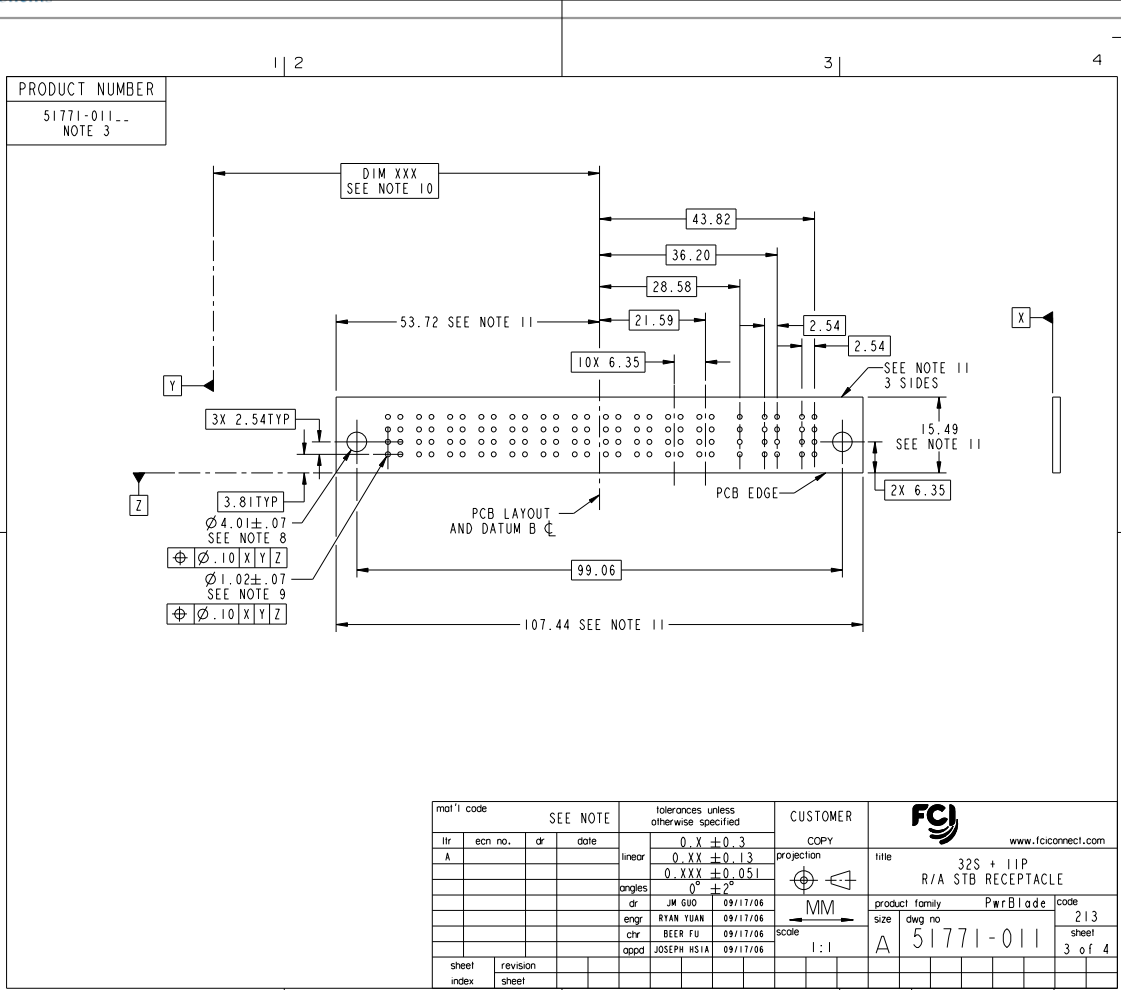 1 2 3 4
PRODUCT NUMBER
51771-011__
NOTE 3
DIM XXX
SEE NOTE 10
43.82
36.20
28.58
53.72 SEE NOTE 11
21.59
2.54
2.54
10X 6.35
X
Y
SEE NOTE 11
3 SIDES
3X 2.54TYP
15.49
SEE NOTE 11
Z
3.81TYP
PCB EDGE
2X 6.35
PCB LAYOUT
AND DATUM B ℄
Ø4.01±.07
SEE NOTE 8
⌖ Ø.10 X Y Z
Ø1.02±.07
SEE NOTE 9
⌖ Ø.10 X Y Z
99.06
107.44 SEE NOTE 11
mat'l code SEE NOTE
tolerances unless
otherwise specified
CUSTOMER
COPY
FCI
www.fciconnect.com
ltr ecn no. dr date
A
linear
0.X ±0.3
0.XX ±0.13
0.XXX ±0.051
angles 0° ±2°
projection
title
32S + 11P
R/A STB RECEPTACLE
dr JM GUO 09/17/06
engr RYAN YUAN 09/17/06
chr BEER FU 09/17/06
appd JOSEPH HSIA 09/17/06
MM
scale
1:1
product family PwrBlade
code
213
size
A
dwg no
51771-011
sheet
3 of 4
sheet
index
revision
sheet